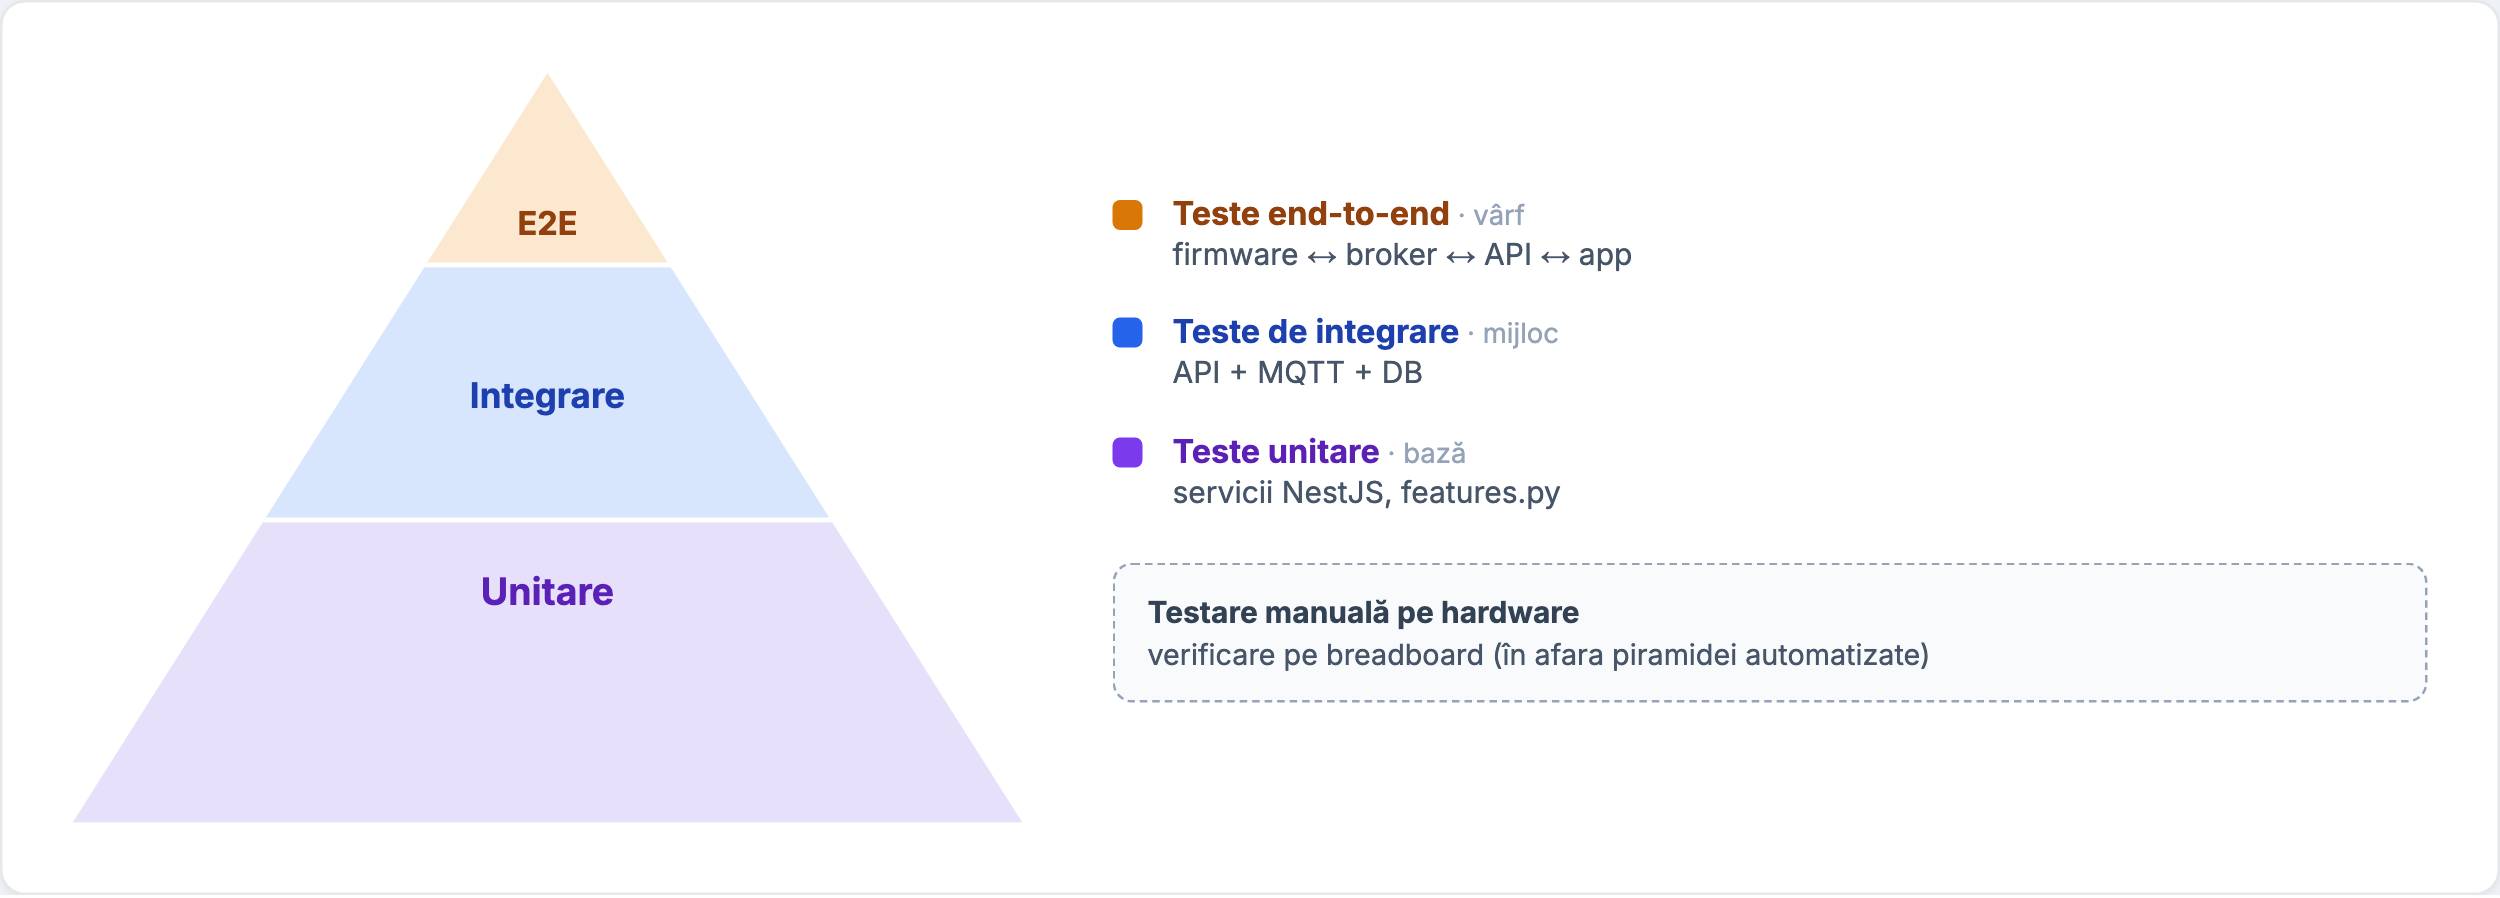 E2E
Integrare
Unitare
Teste end-to-end · vârf
firmware ↔ broker ↔ API ↔ app
Teste de integrare · mijloc
API + MQTT + DB
Teste unitare · bază
servicii NestJS, features.py
Testare manuală pe hardware
verificare pe breadboard (în afara piramidei automatizate)